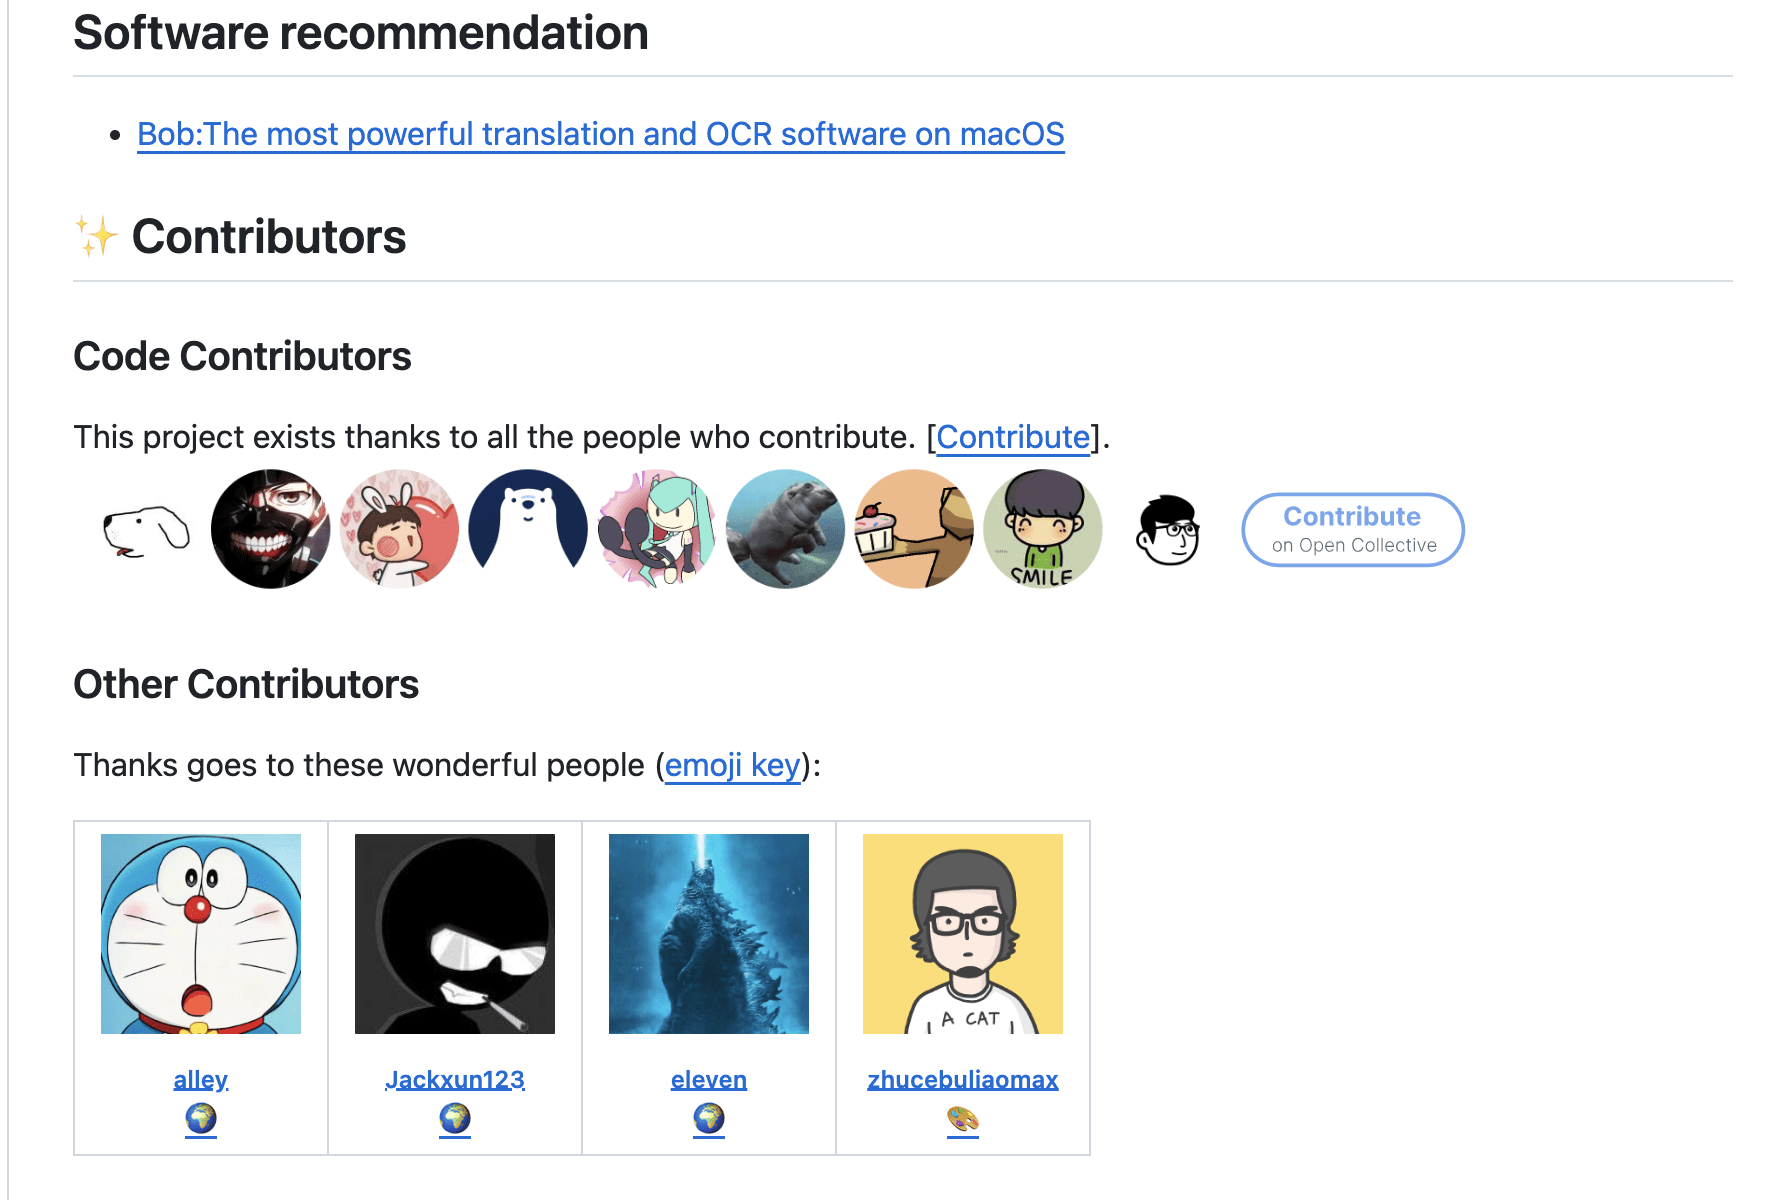 Software recommendation
Bob:The most powerful translation and OCR software on macOS
✨ Contributors
Code Contributors
This project exists thanks to all the people who contribute. [Contribute].
SMILE
Contribute
on Open Collective
Other Contributors
Thanks goes to these wonderful people (emoji key):
A CAT
alley
Jackxun123
eleven
zhucebuliaomax